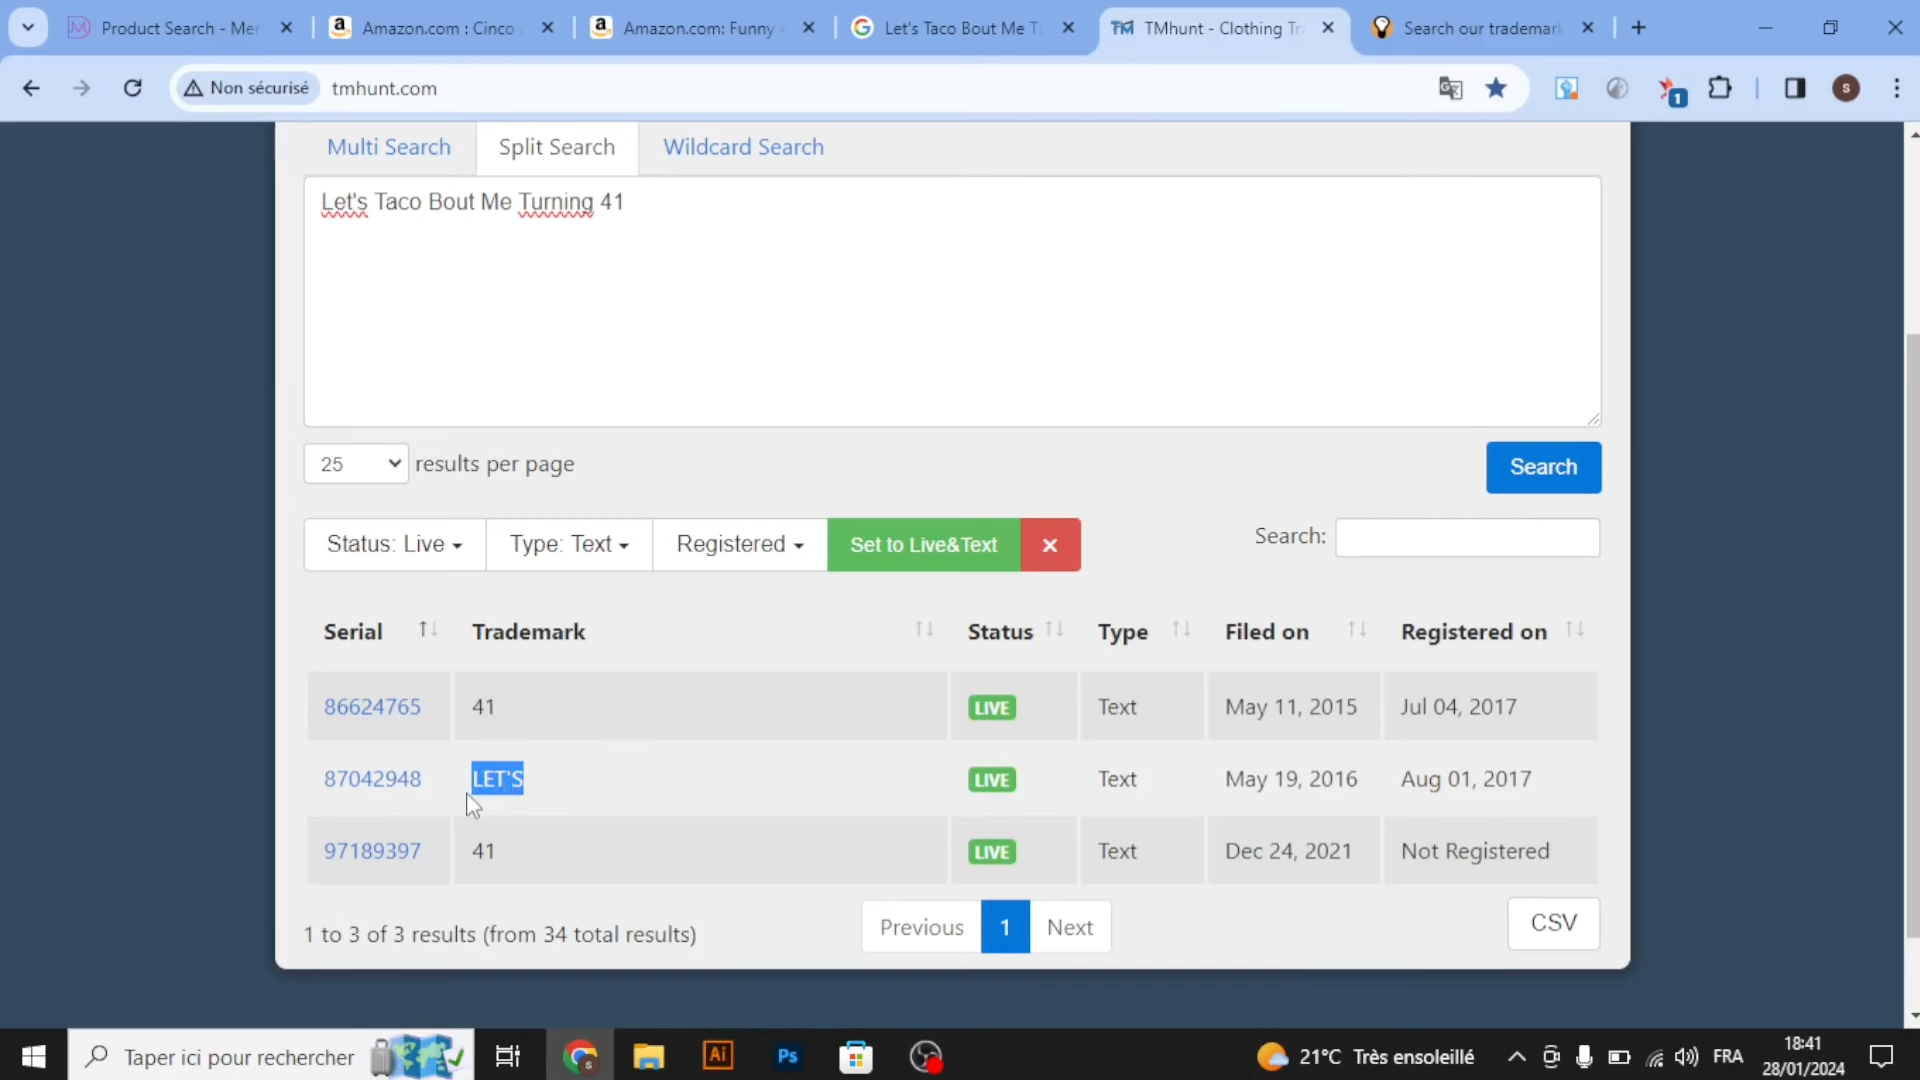 Product Search - Mer
Amazon.com : Cinco
Amazon.com: Funny
Let's Taco Bout Me T
TMhunt - Clothing Tr
Search our trademar
Non sécurisé
tmhunt.com
S
1
Multi Search
Split Search
Wildcard Search
Let's Taco Bout Me Turning 41
25
results per page
Search
Status: Live
Type: Text
Registered
Set to Live&Text
Search:
Serial
Trademark
Status
Type
Filed on
Registered on
86624765
41
LIVE
Text
May 11, 2015
Jul 04, 2017
87042948
LET'S
LIVE
Text
May 19, 2016
Aug 01, 2017
97189397
41
LIVE
Text
Dec 24, 2021
Not Registered
1 to 3 of 3 results (from 34 total results)
Previous
1
Next
CSV
Taper ici pour rechercher
Ai
Ps
21°C Très ensoleillé
FRA
18:41
28/01/2024